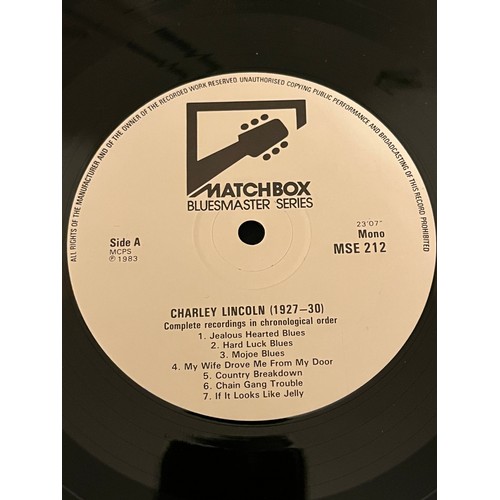 ALL RIGHTS OF THE MANUFACTURER AND OF THE OWNER OF THE RECORDED WORK RESERVED. UNAUTHORISED COPYING PUBLIC PERFORMANCE AND BROADCASTING OF THIS RECORD PROHIBITED
MATCHBOX
BLUESMASTER SERIES
Side A
MCPS
℗ 1983
23'07"
Mono
MSE 212
CHARLEY LINCOLN (1927–30)
Complete recordings in chronological order
1. Jealous Hearted Blues
2. Hard Luck Blues
3. Mojoe Blues
4. My Wife Drove Me From My Door
5. Country Breakdown
6. Chain Gang Trouble
7. If It Looks Like Jelly